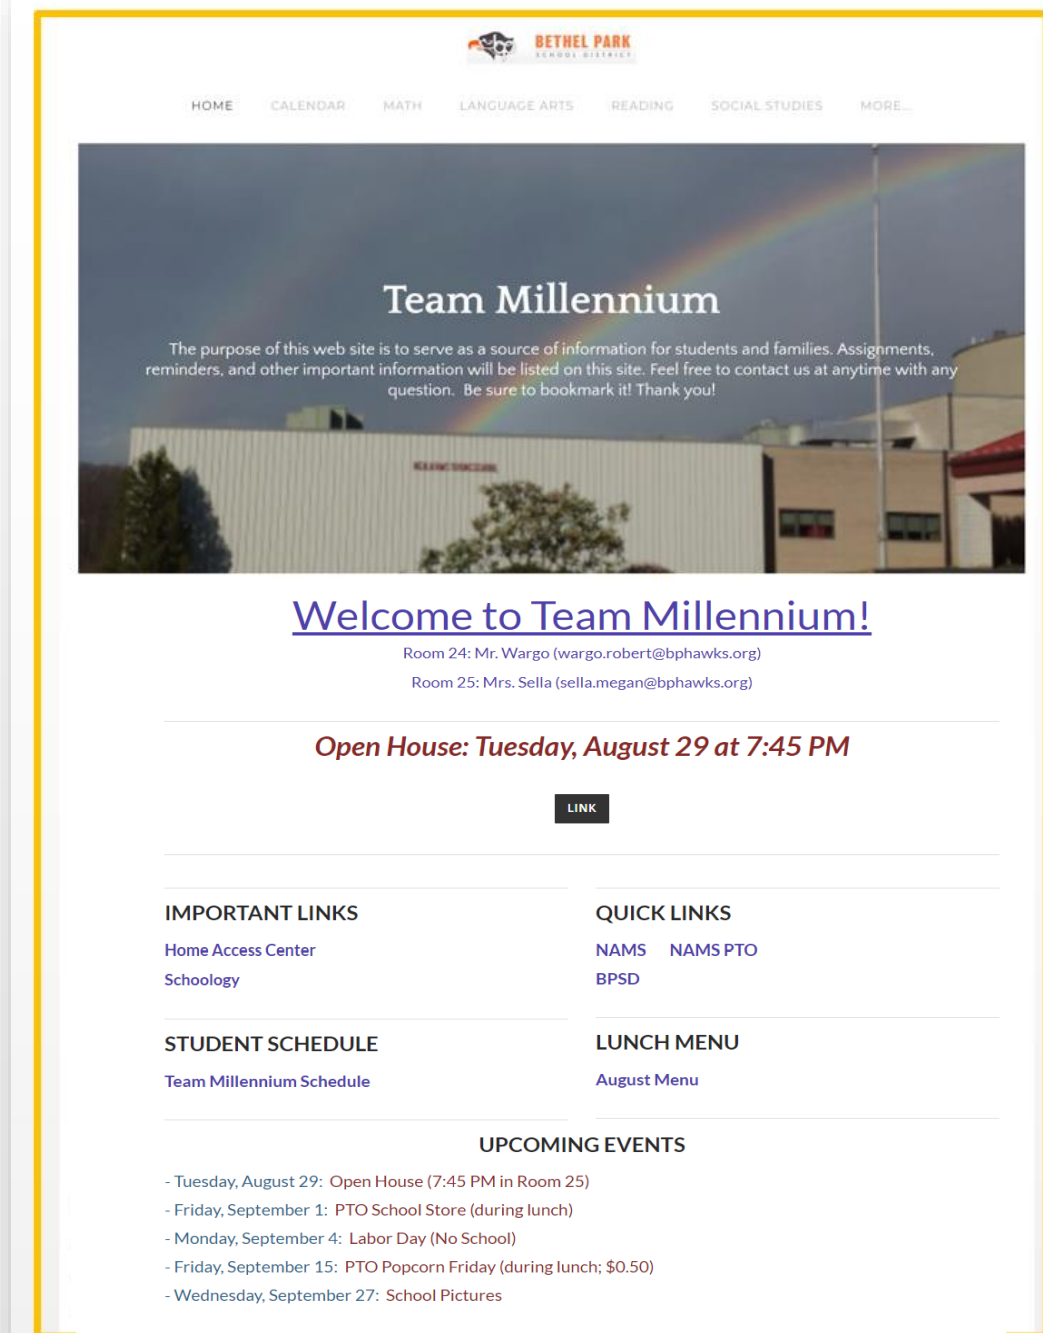 BETHEL PARK
SCHOOL DISTRICT
HOME CALENDAR MATH LANGUAGE ARTS READING SOCIAL STUDIES MORE...
Team Millennium
The purpose of this web site is to serve as a source of information for students and families. Assignments,
reminders, and other important information will be listed on this site. Feel free to contact us at anytime with any
question. Be sure to bookmark it! Thank you!
Welcome to Team Millennium!
Room 24: Mr. Wargo (wargo.robert@bphawks.org)
Room 25: Mrs. Sella (sella.megan@bphawks.org)
Open House: Tuesday, August 29 at 7:45 PM
LINK
IMPORTANT LINKS
Home Access Center
Schoology
QUICK LINKS
NAMS NAMS PTO
BPSD
STUDENT SCHEDULE
Team Millennium Schedule
LUNCH MENU
August Menu
UPCOMING EVENTS
- Tuesday, August 29: Open House (7:45 PM in Room 25)
- Friday, September 1: PTO School Store (during lunch)
- Monday, September 4: Labor Day (No School)
- Friday, September 15: PTO Popcorn Friday (during lunch; $0.50)
- Wednesday, September 27: School Pictures